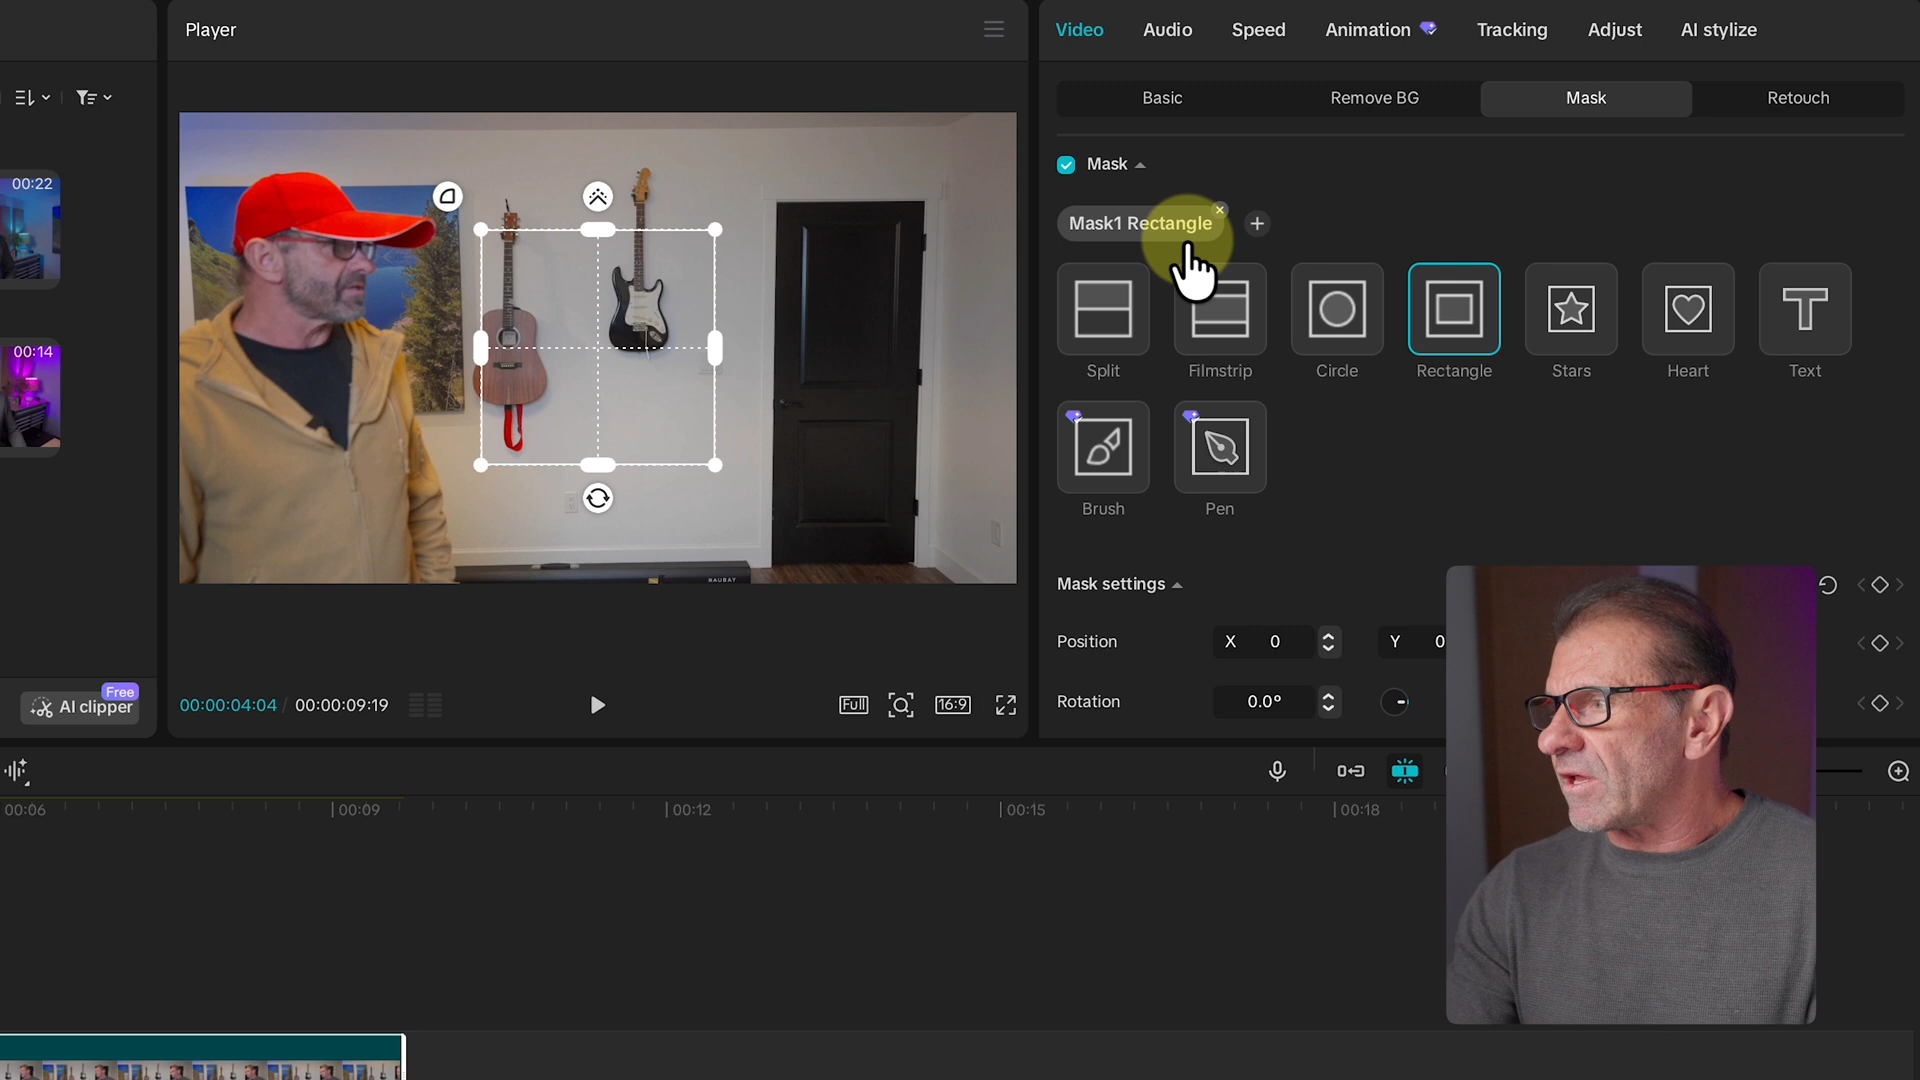 Player
Video Audio Speed Animation Tracking Adjust AI stylize
Basic Remove BG Mask Retouch
00:22
Mask
Mask1 Rectangle
Split Filmstrip Circle Rectangle Stars Heart Text
00:14
Brush Pen
Mask settings
Position X 0 Y 0
Rotation 0.0°
Free
AI clipper
00:00:04:04 / 00:00:09:19
Full 16:9
00:06 00:09 00:12 00:15 00:18